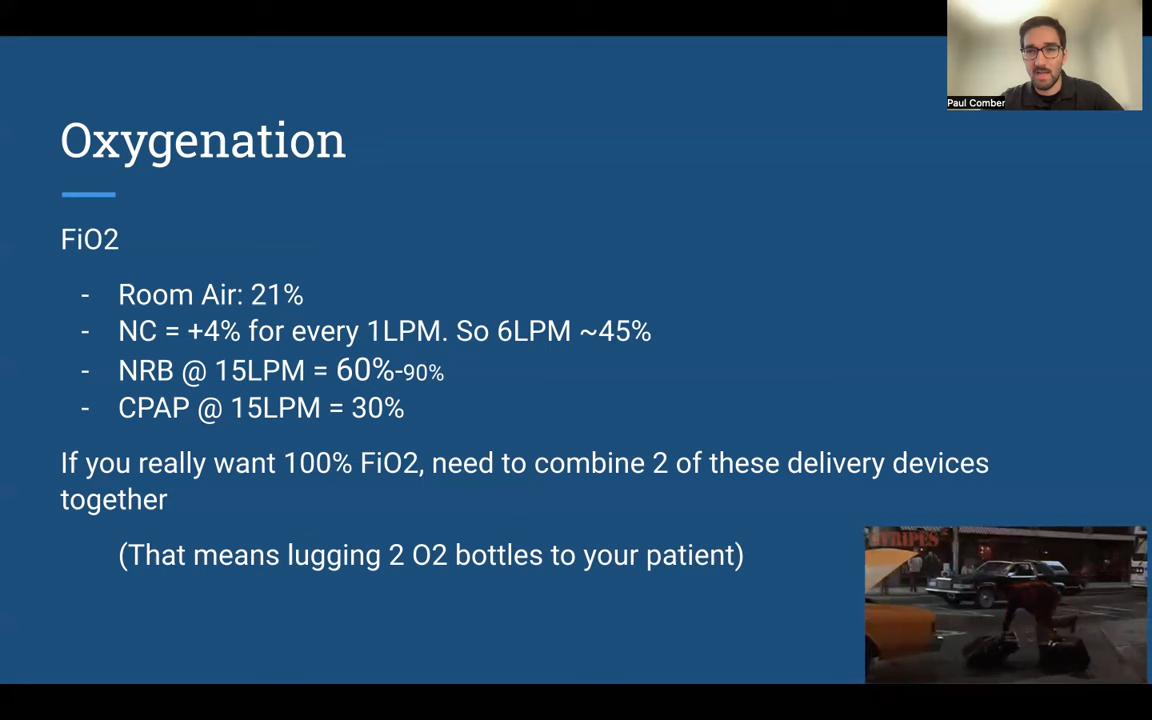 Paul Comber
Oxygenation
FiO2
- Room Air: 21%
- NC = +4% for every 1LPM. So 6LPM ~45%
- NRB @ 15LPM = 60%-90%
- CPAP @ 15LPM = 30%
If you really want 100% FiO2, need to combine 2 of these delivery devices
together
(That means lugging 2 O2 bottles to your patient)
STRIPES